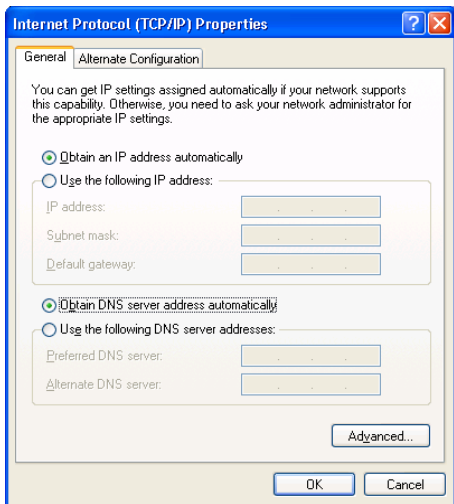 Internet Protocol (TCP/IP) Properties
General
Alternate Configuration
You can get IP settings assigned automatically if your network supports
this capability. Otherwise, you need to ask your network administrator for
the appropriate IP settings.
Obtain an IP address automatically
Use the following IP address:
IP address:
Subnet mask:
Default gateway:
Obtain DNS server address automatically
Use the following DNS server addresses:
Preferred DNS server:
Alternate DNS server:
Advanced...
OK
Cancel